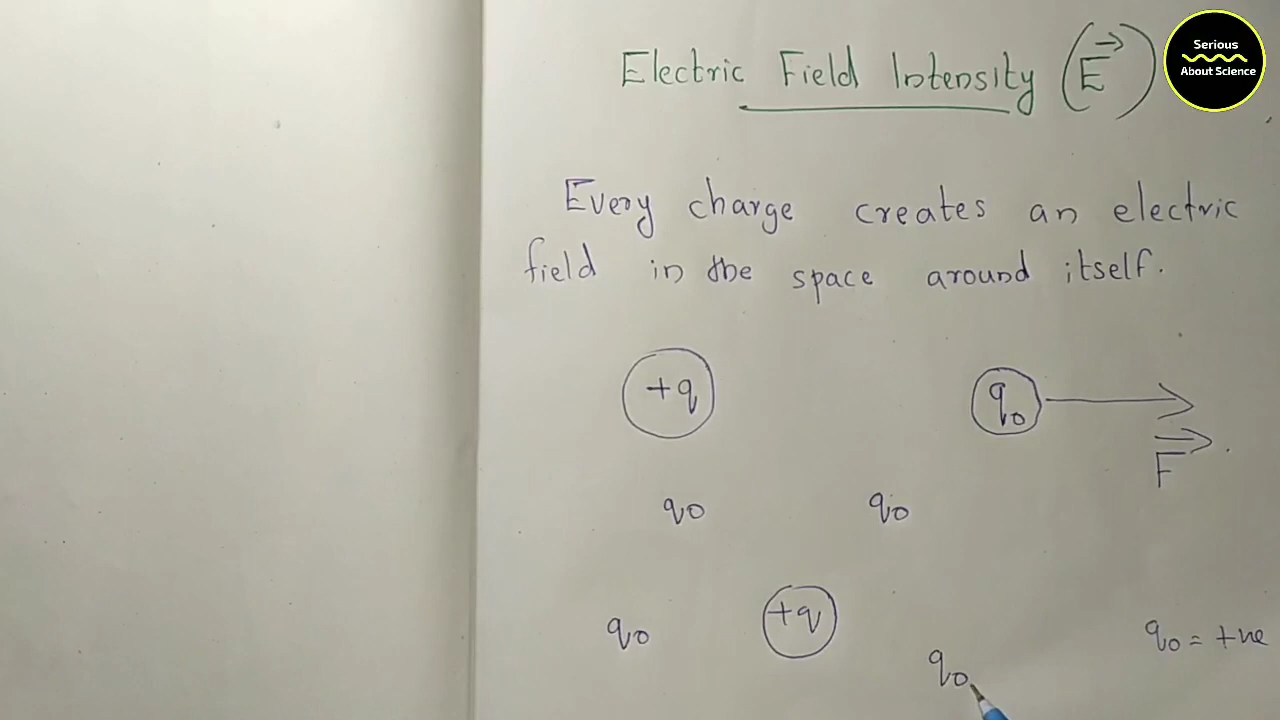 Serious
About Science
Electric Field Intensity (E)
Every charge creates an electric
field in the space around itself.
+q
q0
F
q0 q0
q0
+q
q0
q0 = +ve